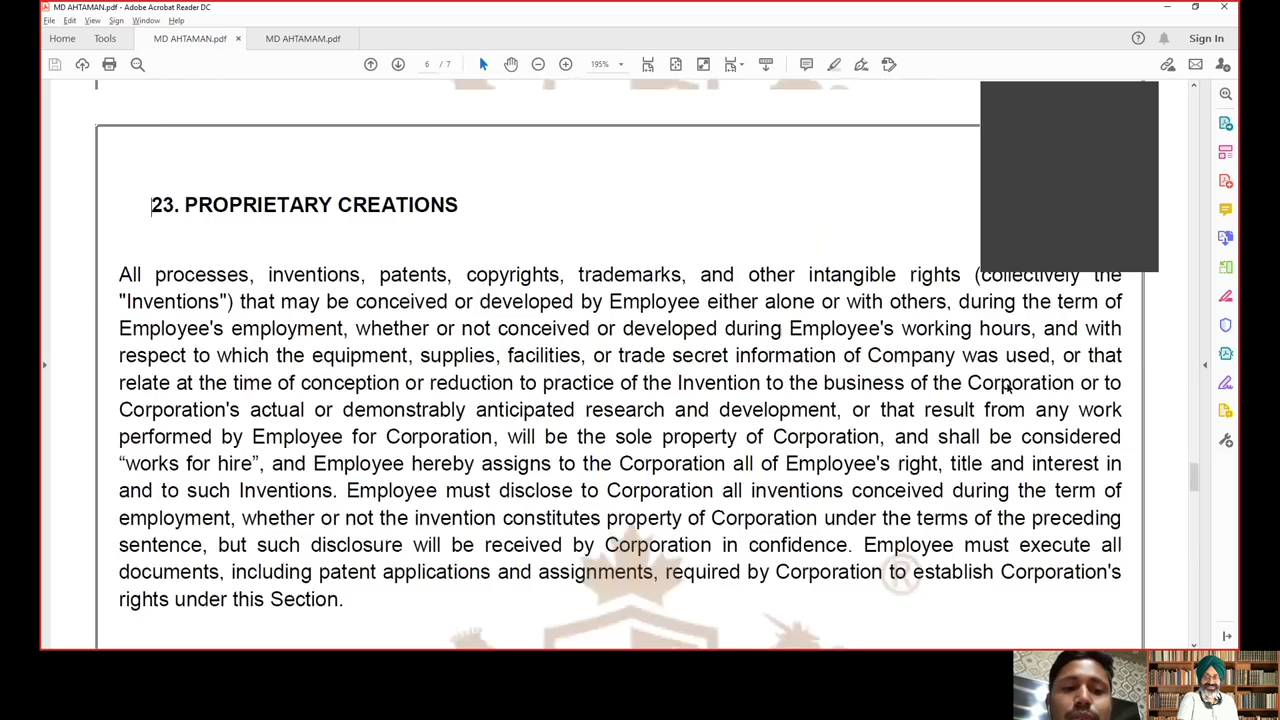 MD AHTAMAN.pdf - Adobe Acrobat Reader DC
File Edit View Sign Window Help
Home Tools MD AHTAMAN.pdf × MD AHTAMAM.pdf Sign In
6 / 7 195%
23. PROPRIETARY CREATIONS
All processes, inventions, patents, copyrights, trademarks, and other intangible rights (collectively the
"Inventions") that may be conceived or developed by Employee either alone or with others, during the term of
Employee's employment, whether or not conceived or developed during Employee's working hours, and with
respect to which the equipment, supplies, facilities, or trade secret information of Company was used, or that
relate at the time of conception or reduction to practice of the Invention to the business of the Corporation or to
Corporation's actual or demonstrably anticipated research and development, or that result from any work
performed by Employee for Corporation, will be the sole property of Corporation, and shall be considered
“works for hire”, and Employee hereby assigns to the Corporation all of Employee's right, title and interest in
and to such Inventions. Employee must disclose to Corporation all inventions conceived during the term of
employment, whether or not the invention constitutes property of Corporation under the terms of the preceding
sentence, but such disclosure will be received by Corporation in confidence. Employee must execute all
documents, including patent applications and assignments, required by Corporation to establish Corporation's
rights under this Section.
®